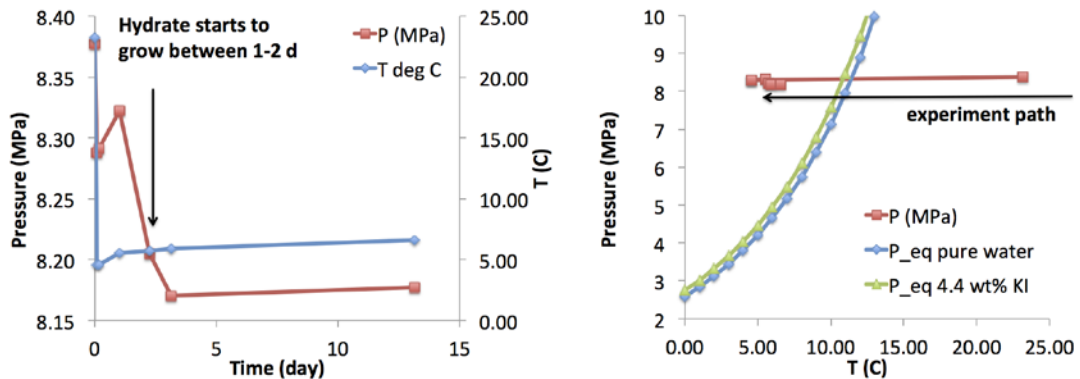 Hydrate starts to
grow between 1-2 d
P (MPa)
T deg C
Pressure (MPa)
8.40
8.35
8.30
8.25
8.20
8.15
25.00
20.00
15.00
10.00
5.00
0.00
T (C)
0
5
10
15
Time (day)
Pressure (MPa)
10
9
8
7
6
5
4
3
2
experiment path
P (MPa)
P_eq pure water
P_eq 4.4 wt% KI
0.00
5.00
10.00
15.00
20.00
25.00
T (C)